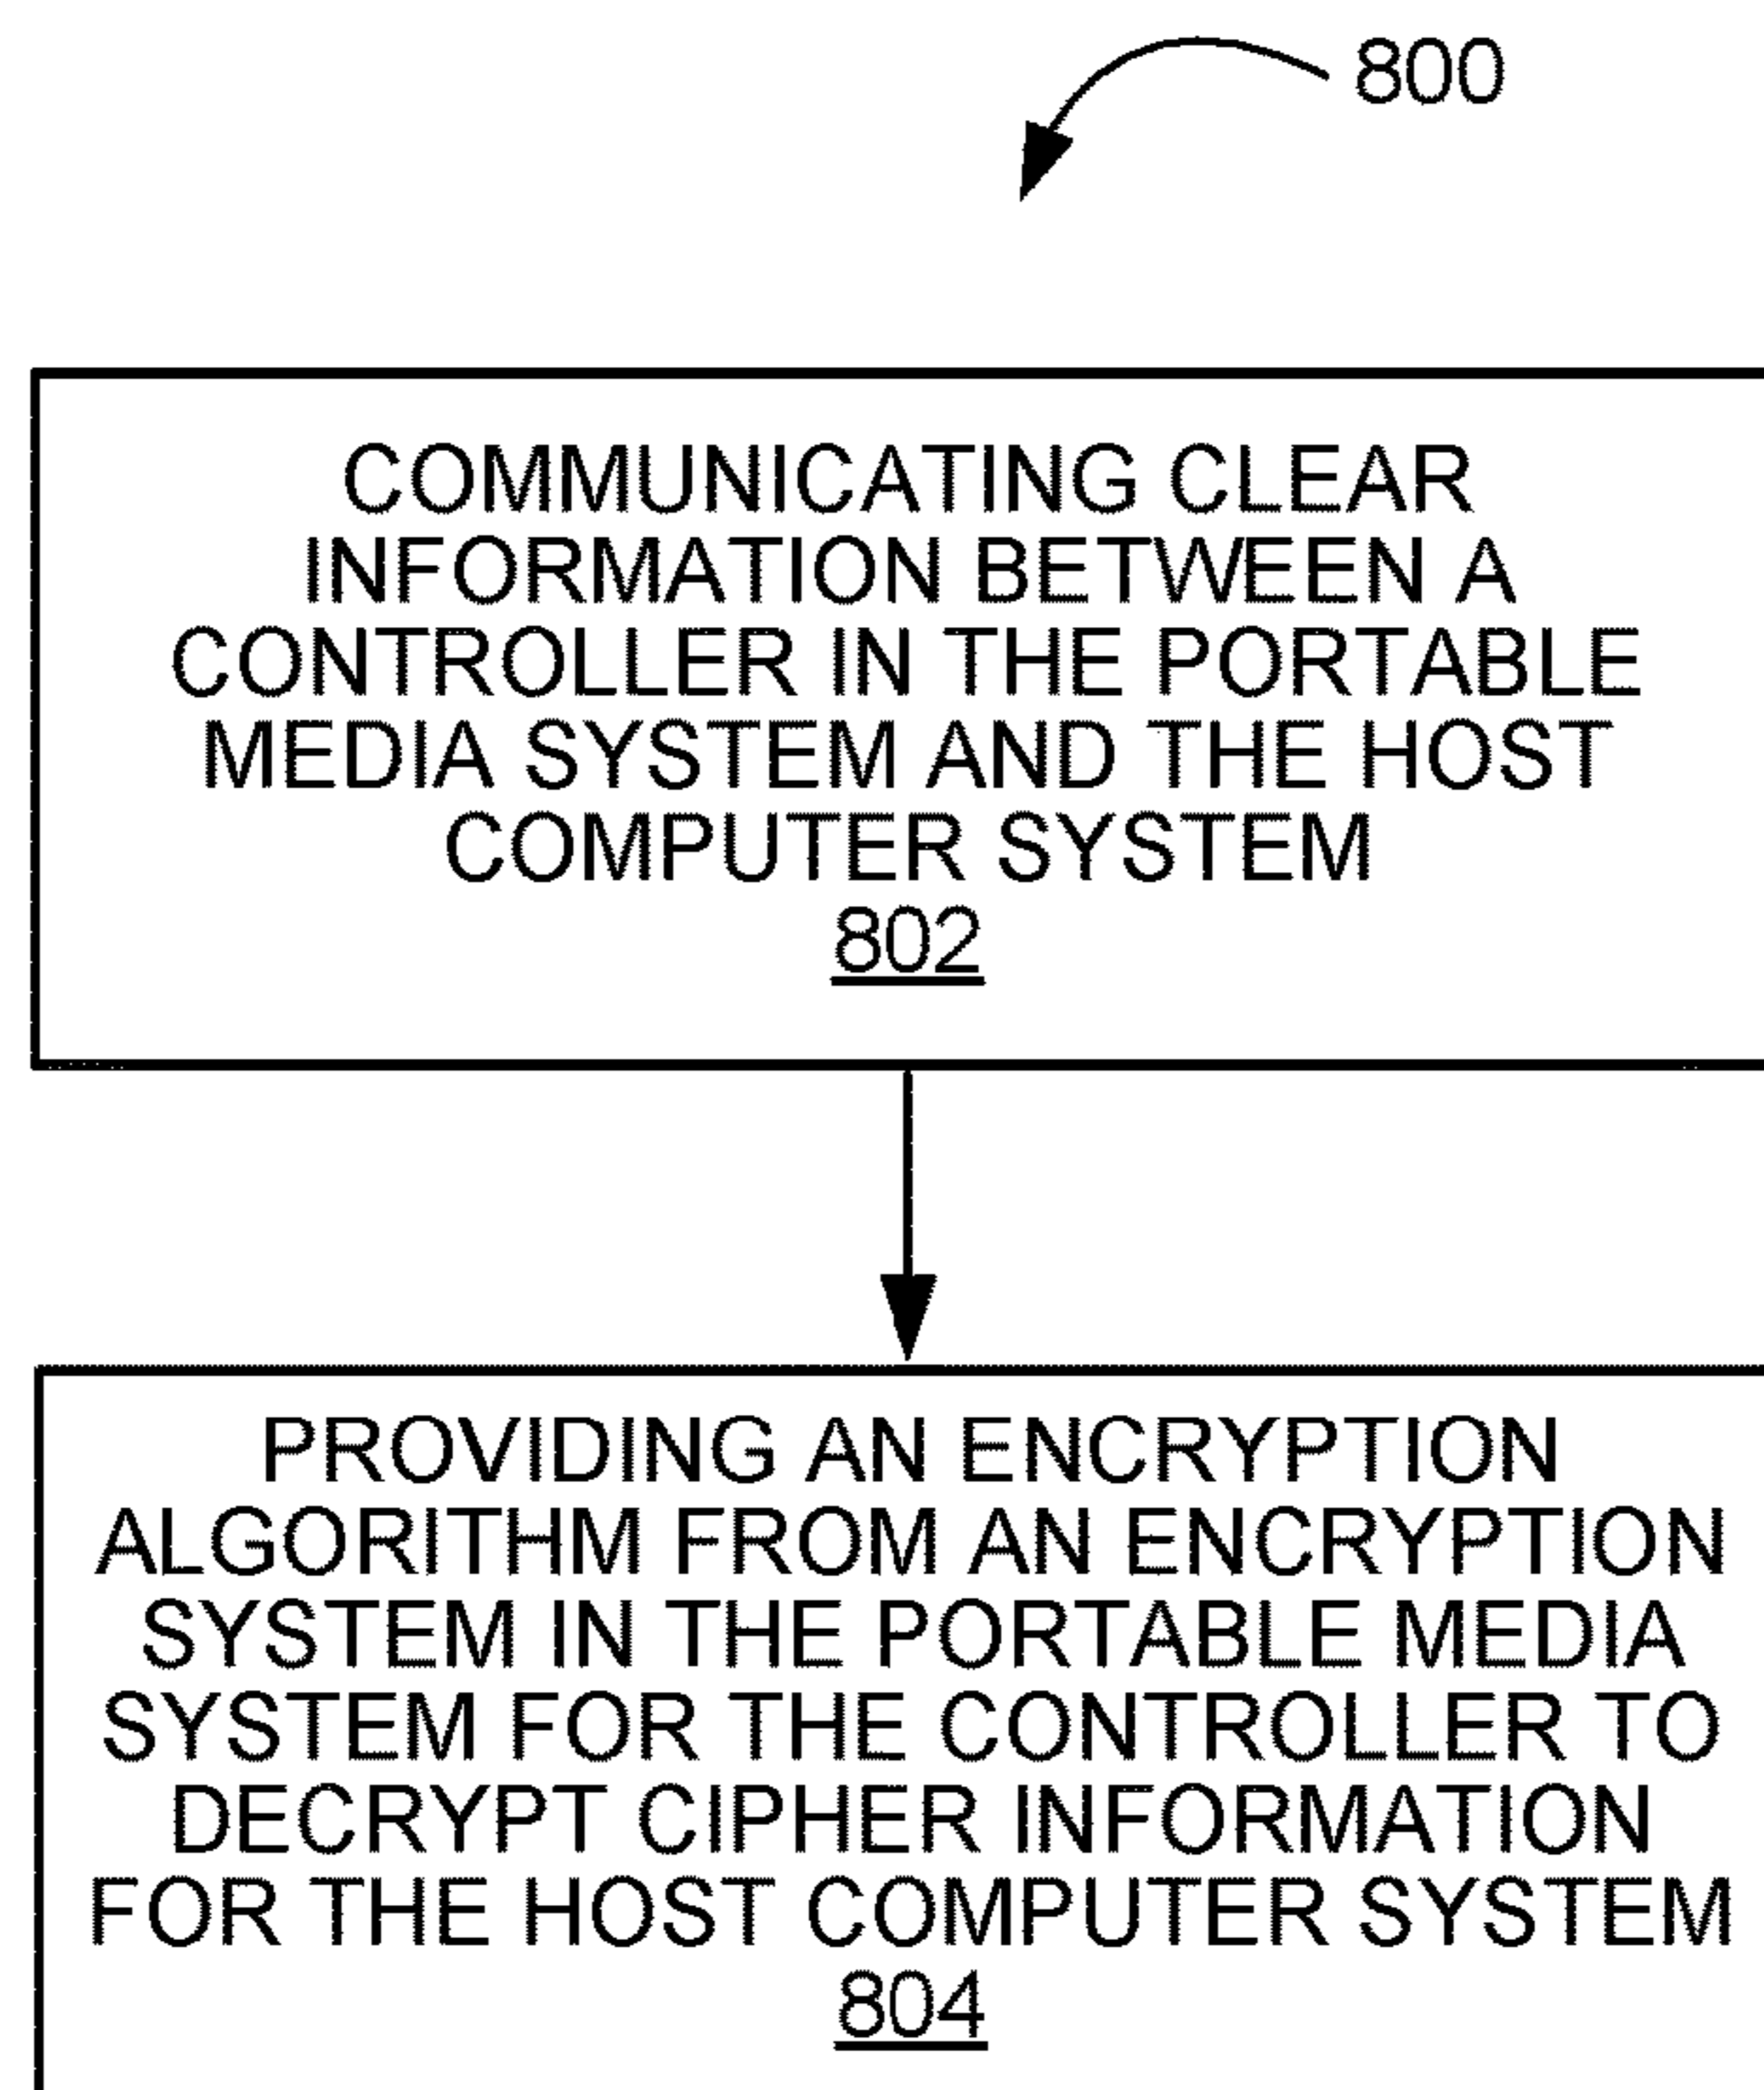 800
COMMUNICATING CLEAR
INFORMATION BETWEEN A
CONTROLLER IN THE PORTABLE
MEDIA SYSTEM AND THE HOST
COMPUTER SYSTEM
802
PROVIDING AN ENCRYPTION
ALGORITHM FROM AN ENCRYPTION
SYSTEM IN THE PORTABLE MEDIA
SYSTEM FOR THE CONTROLLER TO
DECRYPT CIPHER INFORMATION
FOR THE HOST COMPUTER SYSTEM
804